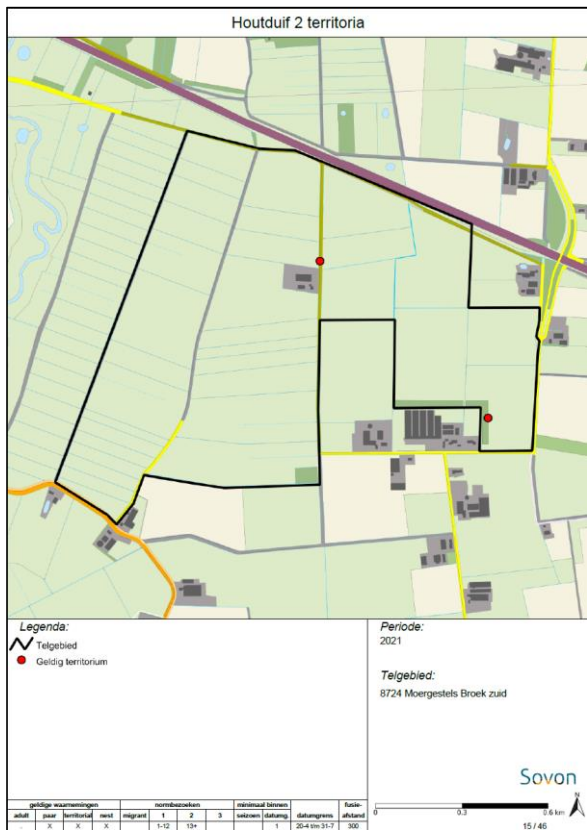 Houtduif 2 territoria
Legenda:
Telgebied
Geldig territorium
Periode:
2021
Telgebied:
8724 Moergestels Broek zuid
Sovon
N
0 0.3 0.6 km
15 / 46
geldige waarnemingen normbezoeken minimaal binnen fusie-
adult paar territoriaal nest migrant 1 2 3 seizoen datumg. datumgrens afstand
. X X X 1-12 13+ 1 20-4 t/m 31-7 300